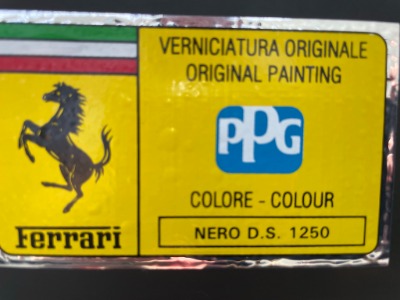 VERNICIATURA ORIGINALE
ORIGINAL PAINTING
PPG
COLORE - COLOUR
NERO D.S. 1250
Ferrari